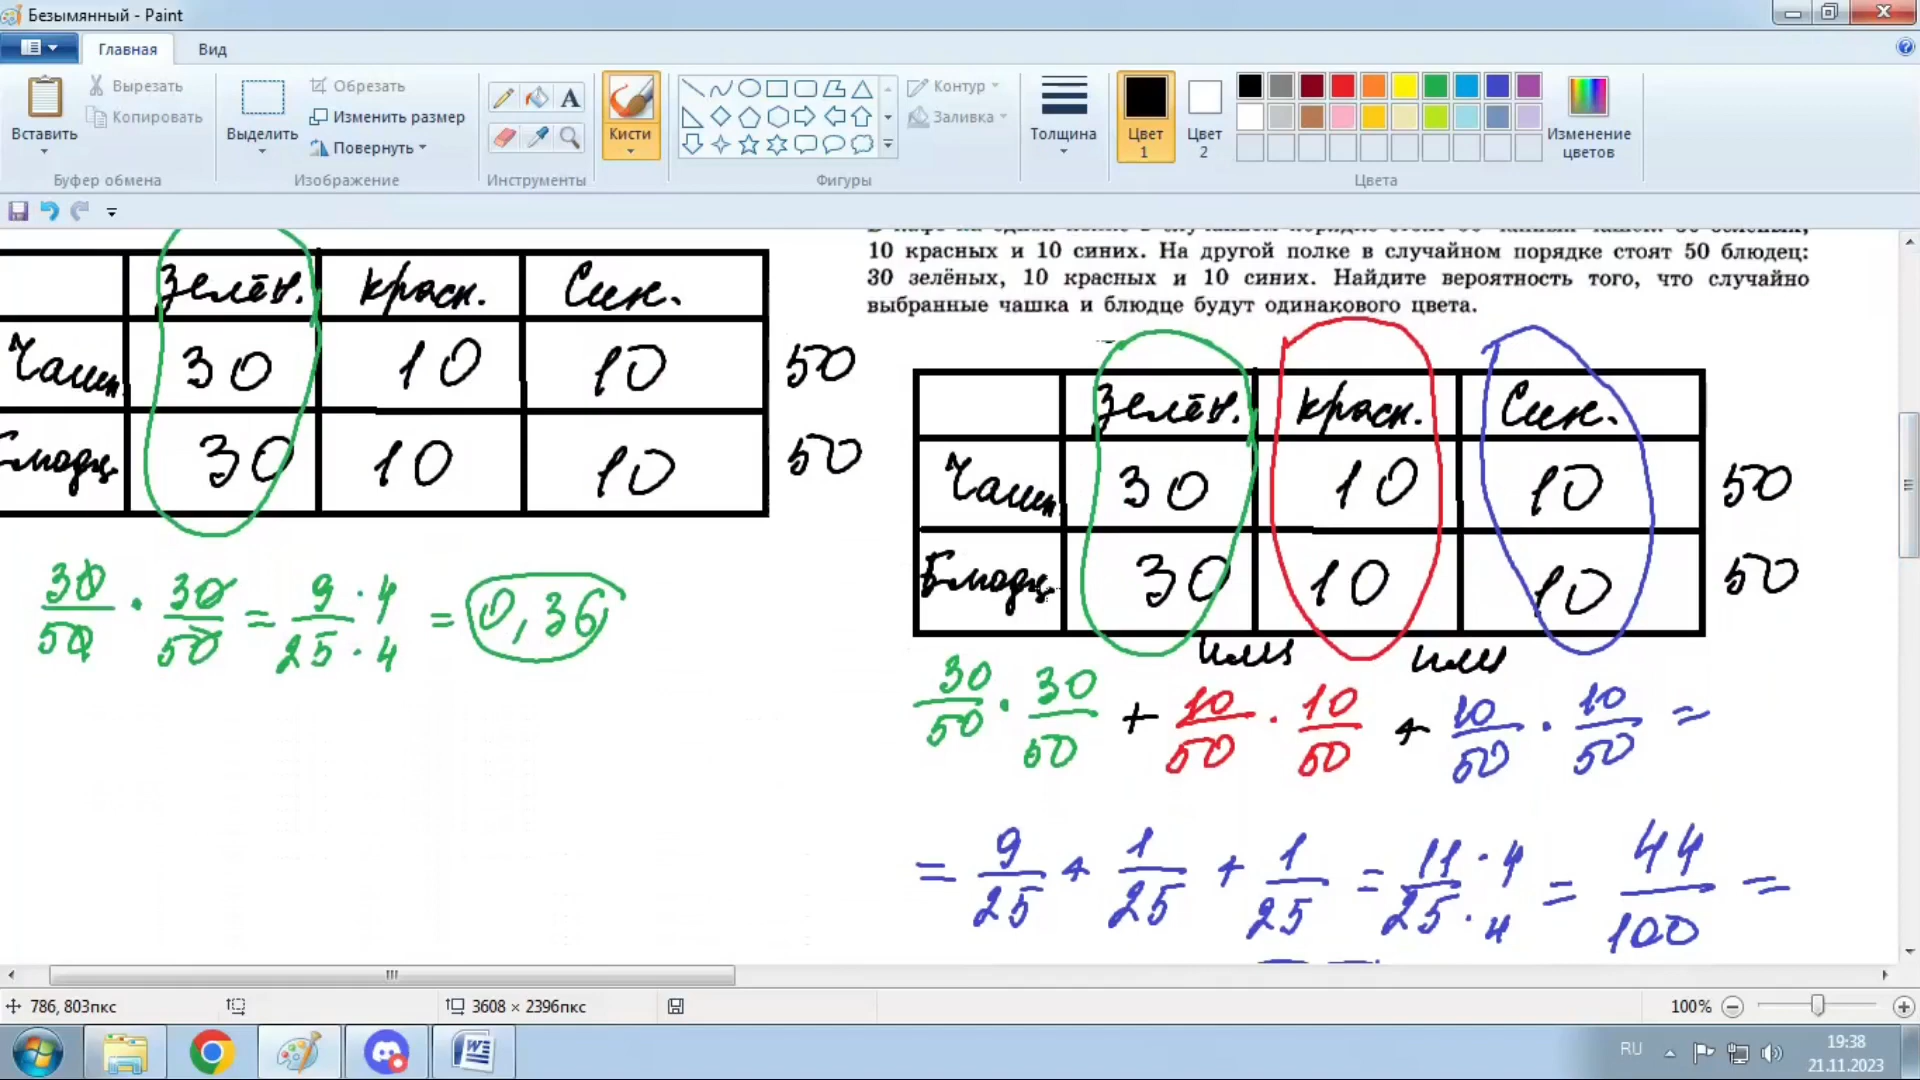 Безымянный - Paint
Главная
Вид
Вставить
Вырезать
Копировать
Буфер обмена
Выделить
Обрезать
Изменить размер
Повернуть
Изображение
A
Инструменты
Кисти
Фигуры
Контур
Заливка
Толщина
Цвет 1
Цвет 2
Изменение цветов
Цвета
Зелён. Красн. Син.
Чашк. 30 10 10 50
Блюдц. 30 10 10 50
30/50 · 30/50 = 9·4/25·4 = 0,36
10 красных и 10 синих. На другой полке в случайном порядке стоят 50 блюдец:
30 зелёных, 10 красных и 10 синих. Найдите вероятность того, что случайно
выбранные чашка и блюдце будут одинакового цвета.
Зелён. Красн. Син.
Чашк. 30 10 10 50
Блюдц. 30 10 10 50
или или
30/50 · 30/50 + 10/50 · 10/50 + 10/50 · 10/50 =
= 9/25 + 1/25 + 1/25 = 11·4/25·4 = 44/100 =
786, 803пкс
3608 × 2396пкс
100%
RU
19:38
21.11.2023